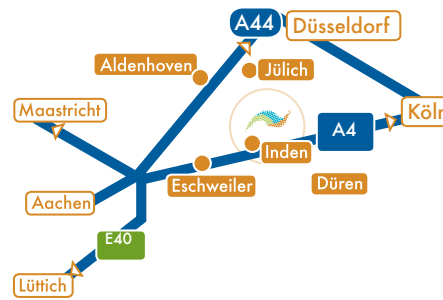 A44
Düsseldorf
Aldenhoven
Jülich
Maastricht
Köln
A4
Inden
Eschweiler
Düren
Aachen
E40
Lüttich